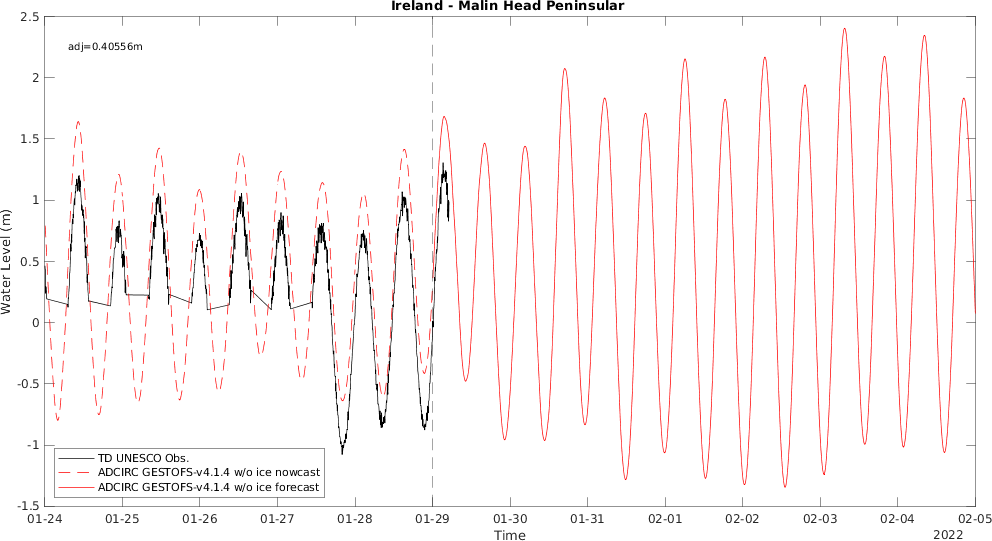 Ireland - Malin Head Peninsular
adj=0.40556m
2.5
2
1.5
1
0.5
0
-0.5
-1
-1.5
Water Level (m)
TD UNESCO Obs.
ADCIRC GESTOFS-v4.1.4 w/o ice nowcast
ADCIRC GESTOFS-v4.1.4 w/o ice forecast
01-24 01-25 01-26 01-27 01-28 01-29 01-30 01-31 02-01 02-02 02-03 02-04 02-05
Time
2022